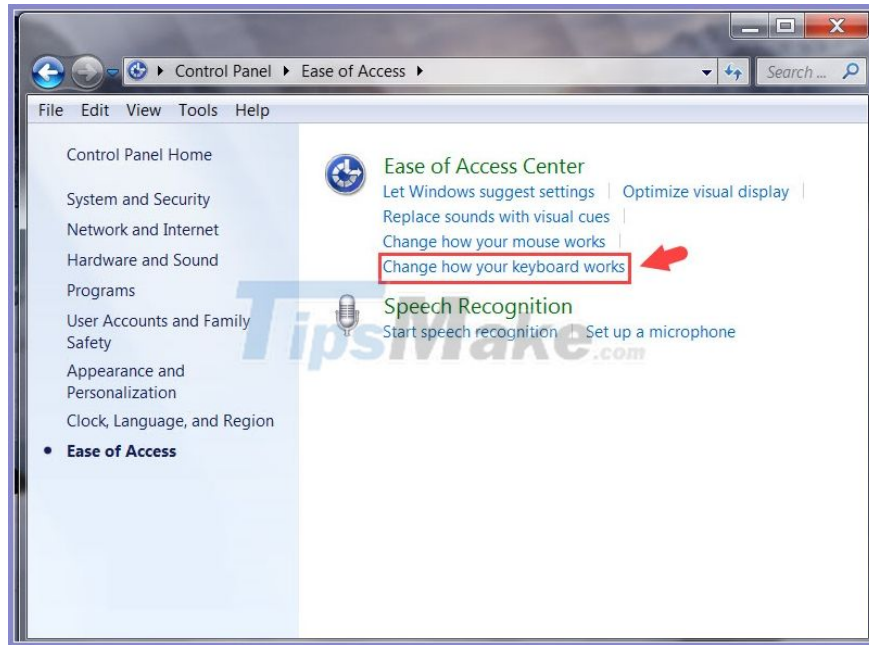 Control Panel ▸ Ease of Access ▸
Search ...
File Edit View Tools Help
Control Panel Home
System and Security
Network and Internet
Hardware and Sound
Programs
User Accounts and Family
Safety
Appearance and
Personalization
Clock, Language, and Region
Ease of Access
Ease of Access Center
Let Windows suggest settings
Optimize visual display
Replace sounds with visual cues
Change how your mouse works
Change how your keyboard works
Speech Recognition
Start speech recognition
Set up a microphone
TipsMake.com